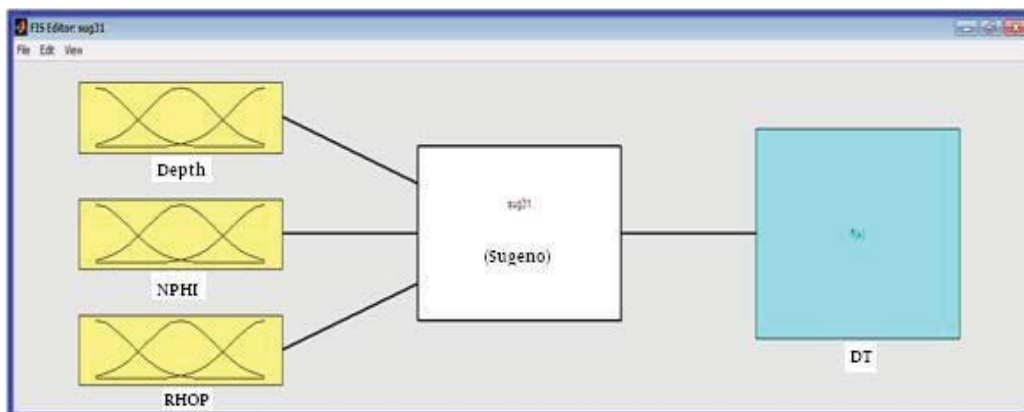 FIS Editor: sug31
File Edit View
Depth
NPHI
RHOP
sug31
(Sugeno)
f(u)
DT